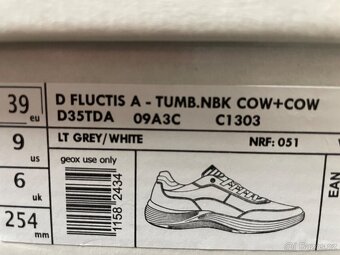 39 eu
D FLUCTIS A - TUMB.NBK COW+COW
D35TDA 09A3C C1303
9 us
LT GREY/WHITE NRF: 051
geox use only
6 uk
1158 2434
254 mm
EAN